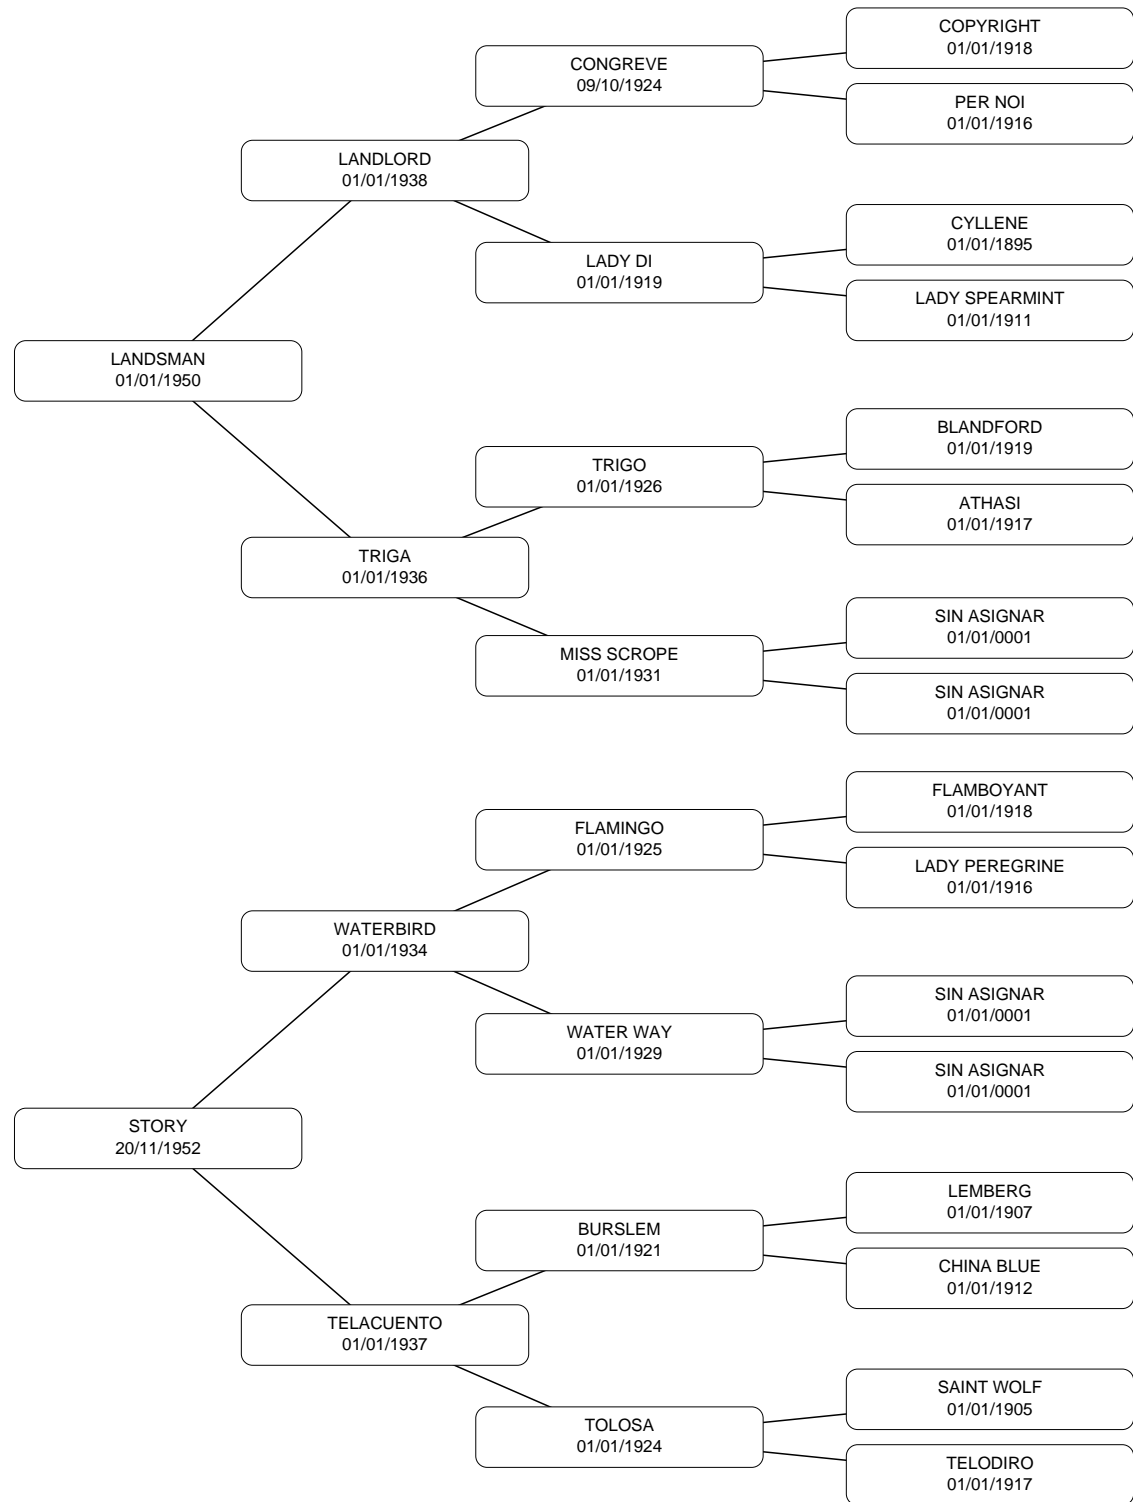 COPYRIGHT
01/01/1918
CONGREVE
09/10/1924
PER NOI
01/01/1916
LANDLORD
01/01/1938
CYLLENE
01/01/1895
LADY DI
01/01/1919
LADY SPEARMINT
01/01/1911
LANDSMAN
01/01/1950
BLANDFORD
01/01/1919
TRIGO
01/01/1926
ATHASI
01/01/1917
TRIGA
01/01/1936
SIN ASIGNAR
01/01/0001
MISS SCROPE
01/01/1931
SIN ASIGNAR
01/01/0001
FLAMBOYANT
01/01/1918
FLAMINGO
01/01/1925
LADY PEREGRINE
01/01/1916
WATERBIRD
01/01/1934
SIN ASIGNAR
01/01/0001
WATER WAY
01/01/1929
SIN ASIGNAR
01/01/0001
STORY
20/11/1952
LEMBERG
01/01/1907
BURSLEM
01/01/1921
CHINA BLUE
01/01/1912
TELACUENTO
01/01/1937
SAINT WOLF
01/01/1905
TOLOSA
01/01/1924
TELODIRO
01/01/1917